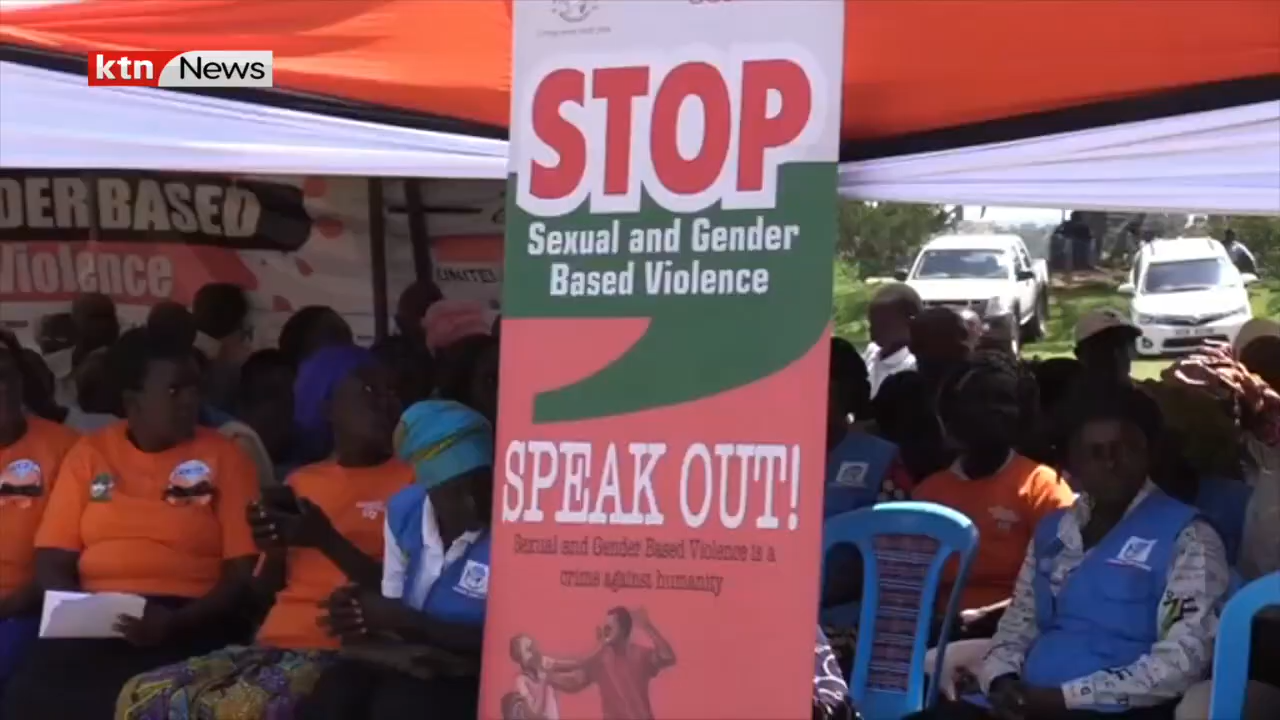 ktn News
STOP
Sexual and Gender
Based Violence
SPEAK OUT!
Sexual and Gender Based Violence is a
crime against humanity
DER BASED
Violence
UNITE